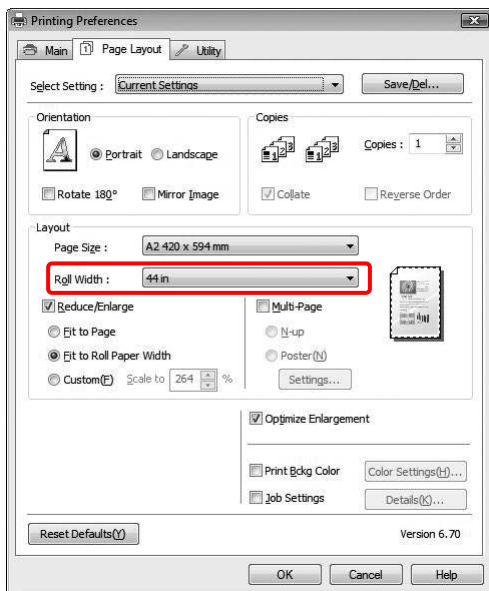 Printing Preferences
Main
Page Layout
Utility
Select Setting :
Current Settings
Save/Del...
Orientation
Portrait
Landscape
Rotate 180°
Mirror Image
Copies
Copies :
1
Collate
Reverse Order
Layout
Page Size :
A2 420 x 594 mm
Roll Width :
44 in
Reduce/Enlarge
Fit to Page
Fit to Roll Paper Width
Custom(F)
Scale to
264
%
Multi-Page
N-up
Poster(N)
Settings...
Optimize Enlargement
Print Bckg Color
Color Settings(H)...
Job Settings
Details(K)...
Reset Defaults(Y)
Version 6.70
OK
Cancel
Help